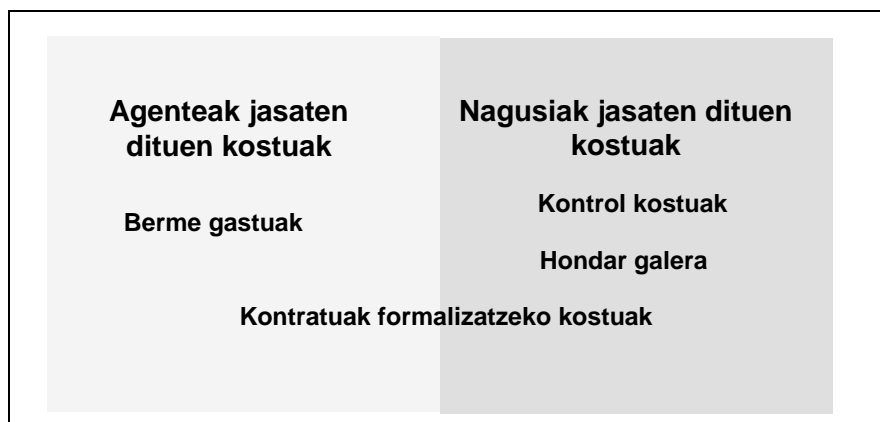 Agenteak jasaten
dituen kostuak
Berme gastuak
Nagusiak jasaten dituen
kostuak
Kontrol kostuak
Hondar galera
Kontratuak formalizatzeko kostuak